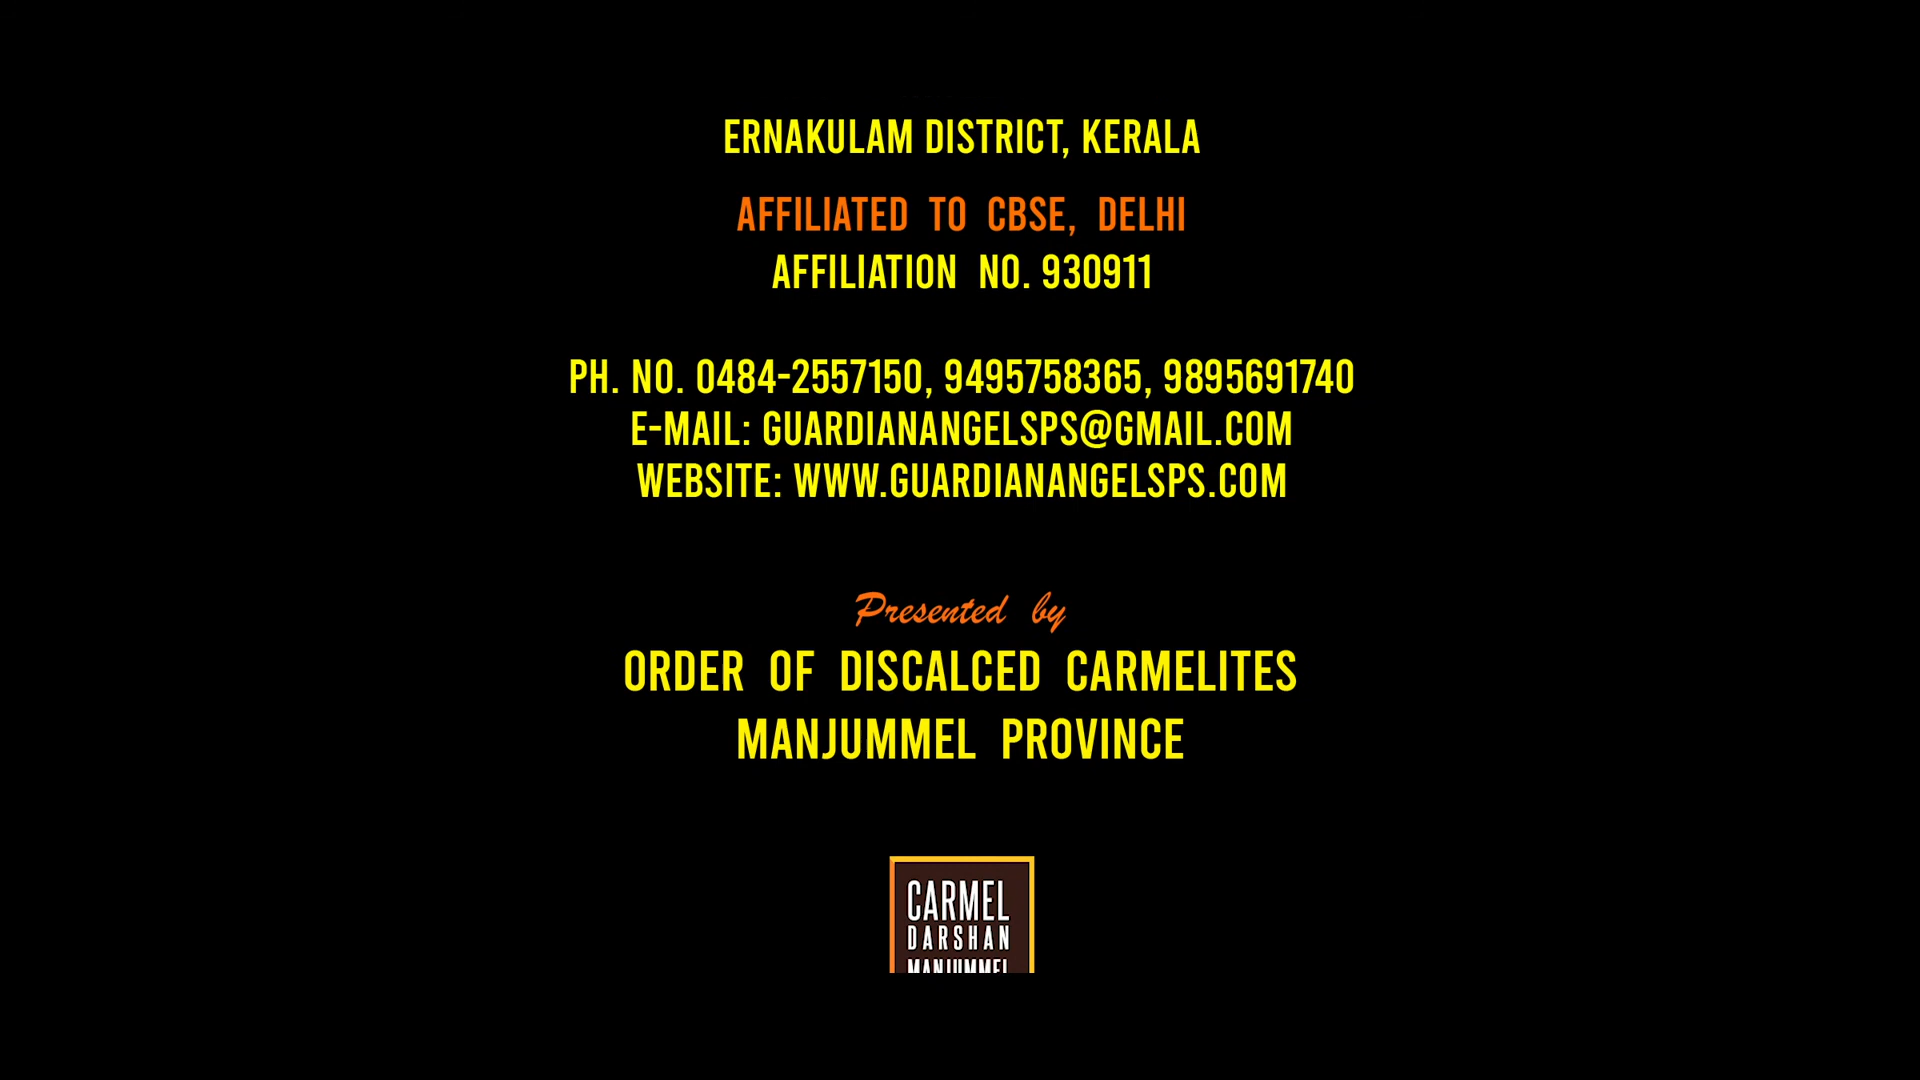 ERNAKULAM DISTRICT, KERALA
AFFILIATED TO CBSE, DELHI
AFFILIATION NO. 930911
PH. NO. 0484-2557150, 9495758365, 9895691740
E-MAIL: GUARDIANANGELSPS@GMAIL.COM
WEBSITE: WWW.GUARDIANANGELSPS.COM
Presented by
ORDER OF DISCALCED CARMELITES
MANJUMMEL PROVINCE
CARMEL
DARSHAN
MANJUMMEL